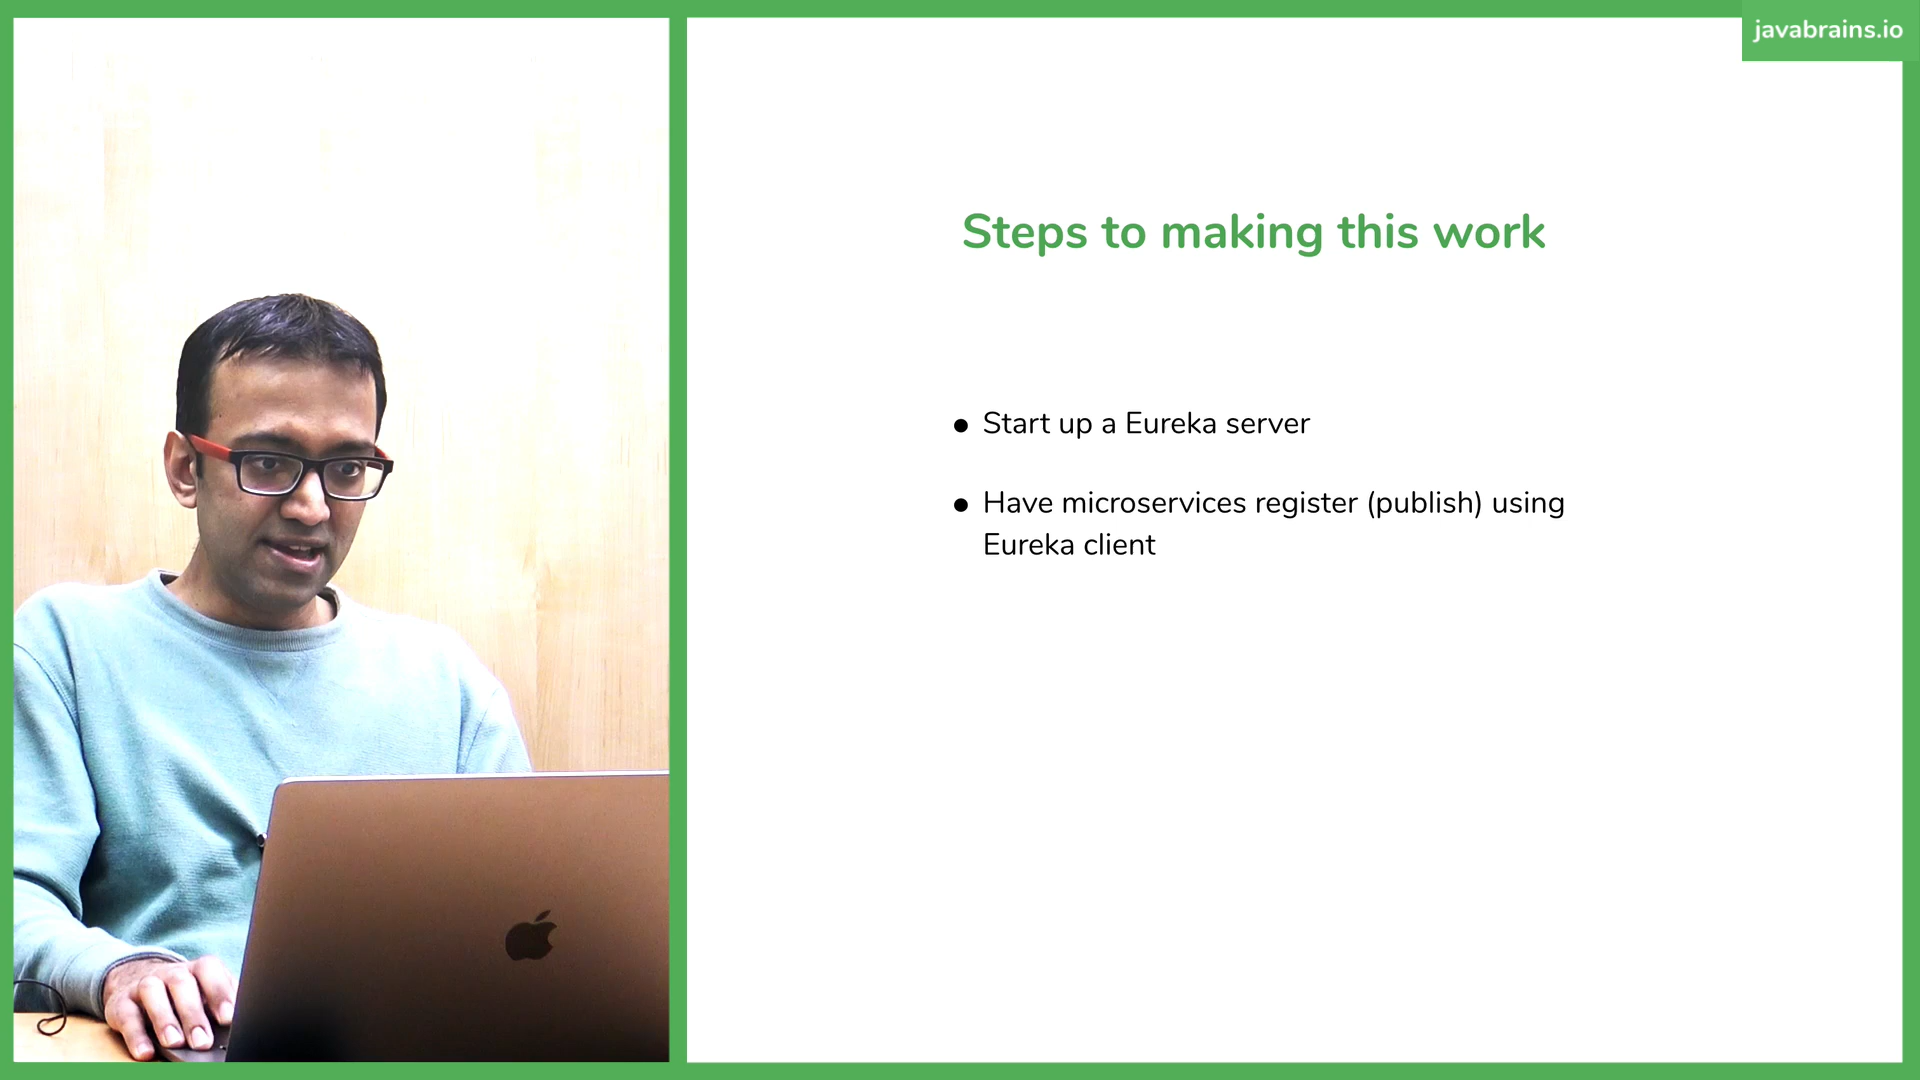 javabrains.io
Steps to making this work
● Start up a Eureka server
● Have microservices register (publish) using
Eureka client